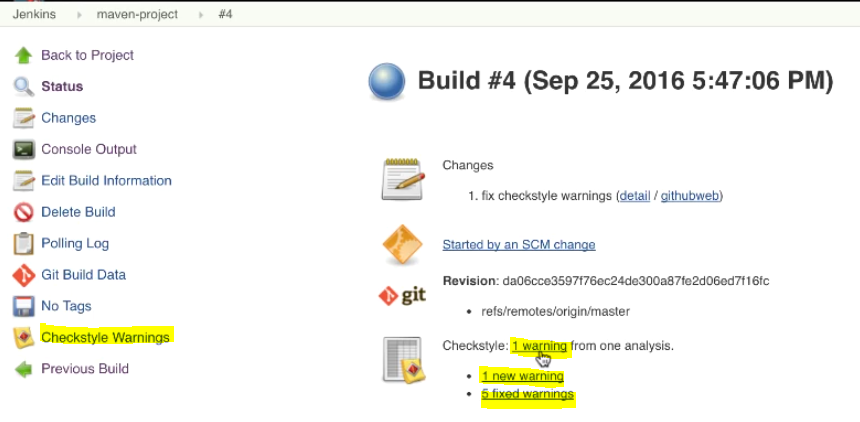 Jenkins maven-project #4
Back to Project
Status
Changes
Console Output
Edit Build Information
Delete Build
Polling Log
Git Build Data
No Tags
Checkstyle Warnings
Previous Build
Build #4 (Sep 25, 2016 5:47:06 PM)
Changes
1. fix checkstyle warnings (detail / githubweb)
Started by an SCM change
git
Revision: da06cce3597f76ec24de300a87fe2d06ed7f16fc
refs/remotes/origin/master
Checkstyle: 1 warning from one analysis.
1 new warning
5 fixed warnings